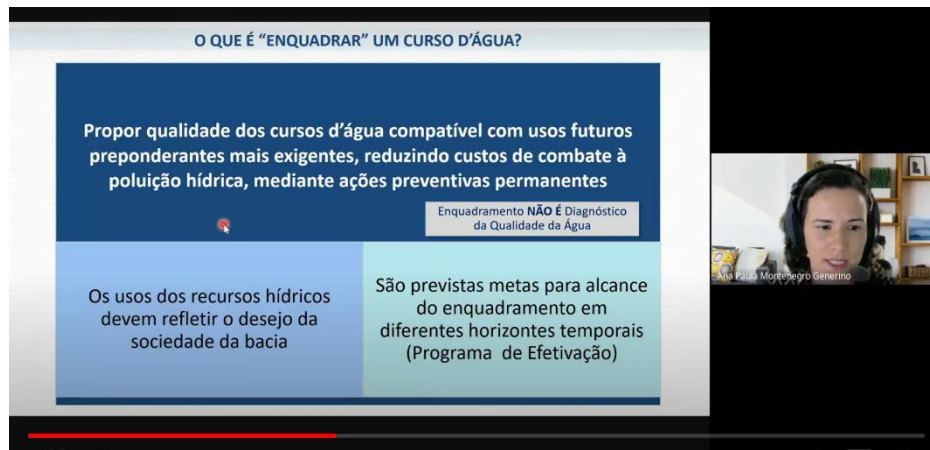 O QUE É “ENQUADRAR” UM CURSO D’ÁGUA?
Propor qualidade dos cursos d’água compatível com usos futuros
preponderantes mais exigentes, reduzindo custos de combate à
poluição hídrica, mediante ações preventivas permanentes
Enquadramento NÃO É Diagnóstico
da Qualidade da Água
Os usos dos recursos hídricos
devem refletir o desejo da
sociedade da bacia
São previstas metas para alcance
do enquadramento em
diferentes horizontes temporais
(Programa de Efetivação)
Ana Paula Montenegro Generino